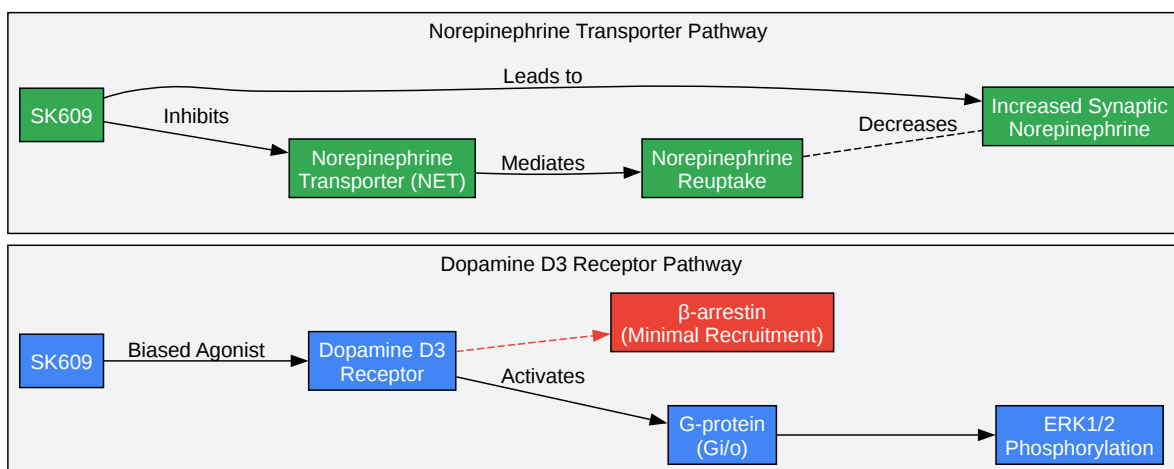 Norepinephrine Transporter Pathway
Leads to
SK609
Inhibits
Norepinephrine
Transporter (NET)
Mediates
Norepinephrine
Reuptake
Decreases
Increased Synaptic
Norepinephrine
Dopamine D3 Receptor Pathway
SK609
Biased Agonist
Dopamine D3
Receptor
β-arrestin
(Minimal Recruitment)
Activates
G-protein
(Gi/o)
ERK1/2
Phosphorylation